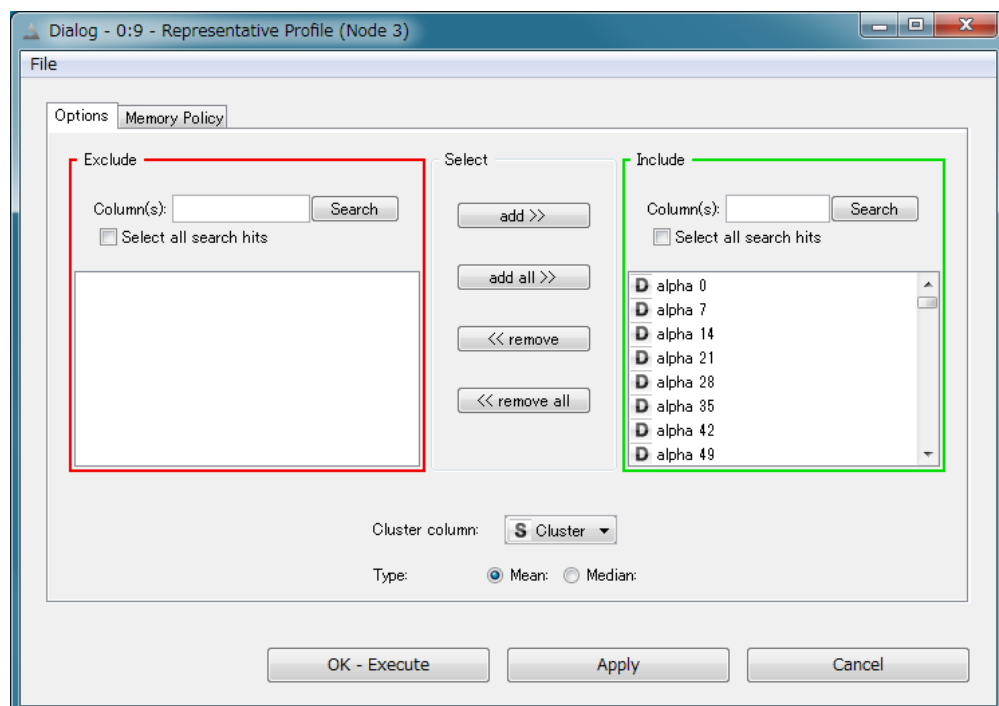 Dialog - 0:9 - Representative Profile (Node 3)
File
Options Memory Policy
Exclude
Column(s): Search
Select all search hits
Select
add >>
add all >>
<< remove
<< remove all
Include
Column(s): Search
Select all search hits
D alpha 0
D alpha 7
D alpha 14
D alpha 21
D alpha 28
D alpha 35
D alpha 42
D alpha 49
Cluster column: S Cluster
Type: Mean: Median:
OK - Execute Apply Cancel